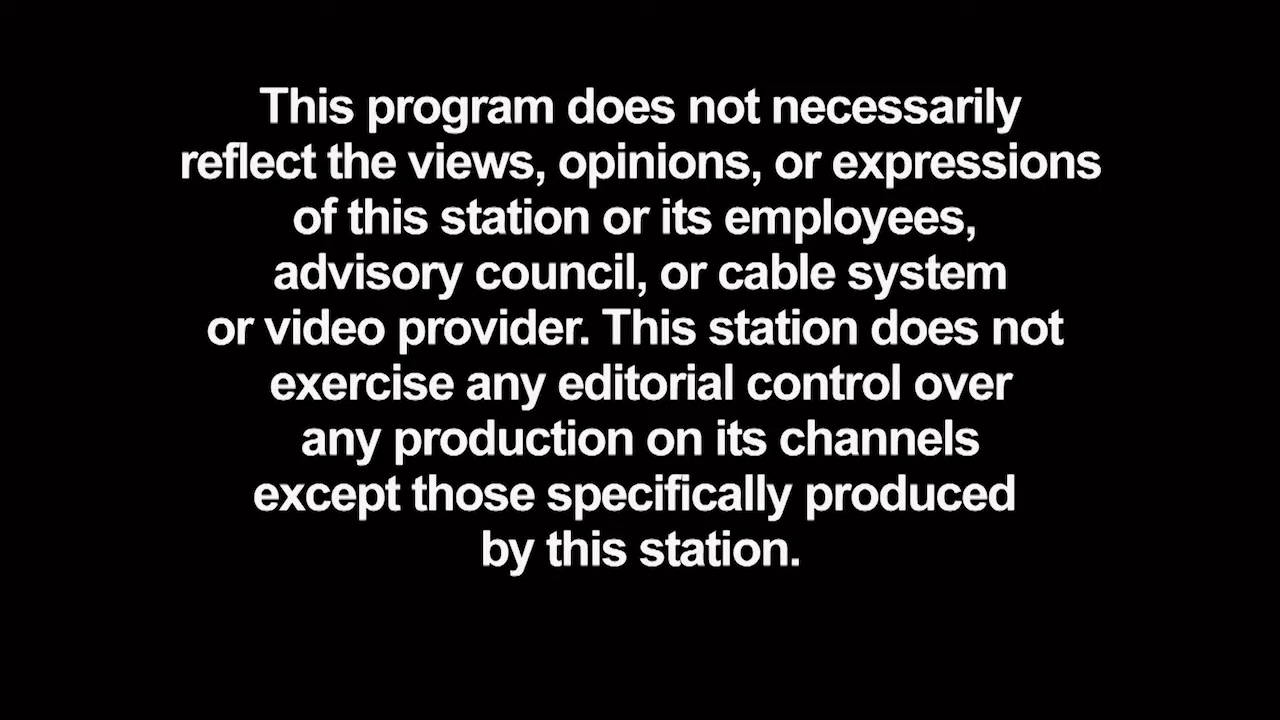 This program does not necessarily
reflect the views, opinions, or expressions
of this station or its employees,
advisory council, or cable system
or video provider. This station does not
exercise any editorial control over
any production on its channels
except those specifically produced
by this station.